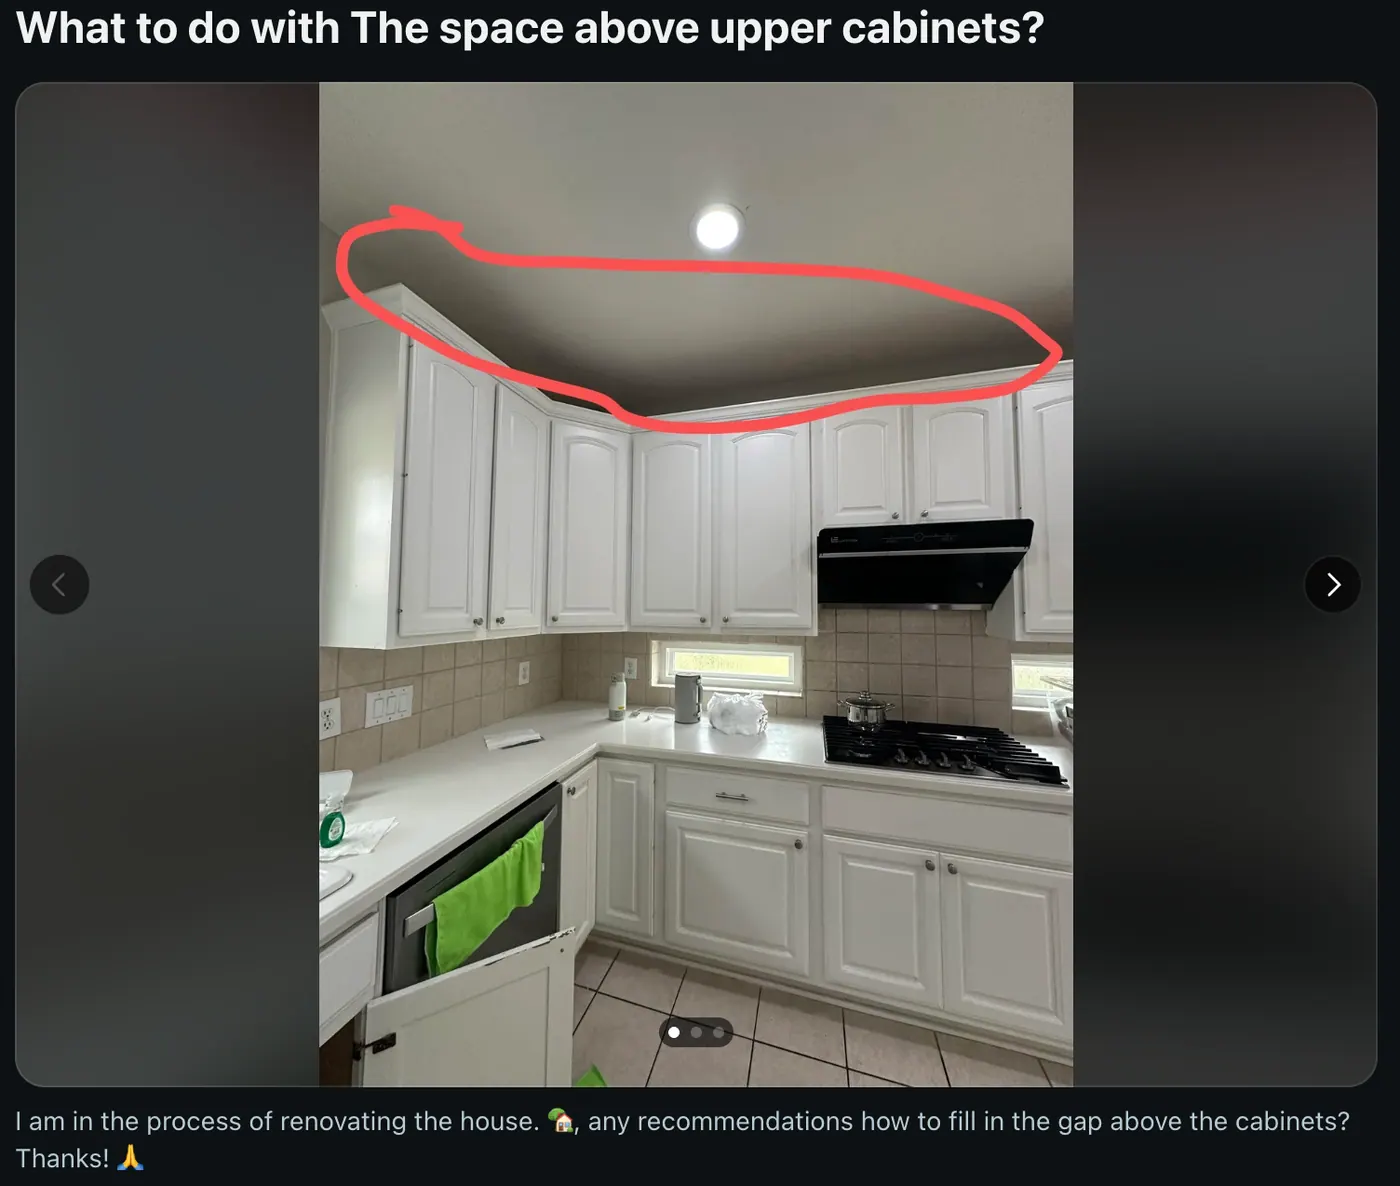 What to do with The space above upper cabinets?
I am in the process of renovating the house. 🏡, any recommendations how to fill in the gap above the cabinets?
Thanks! 🙏